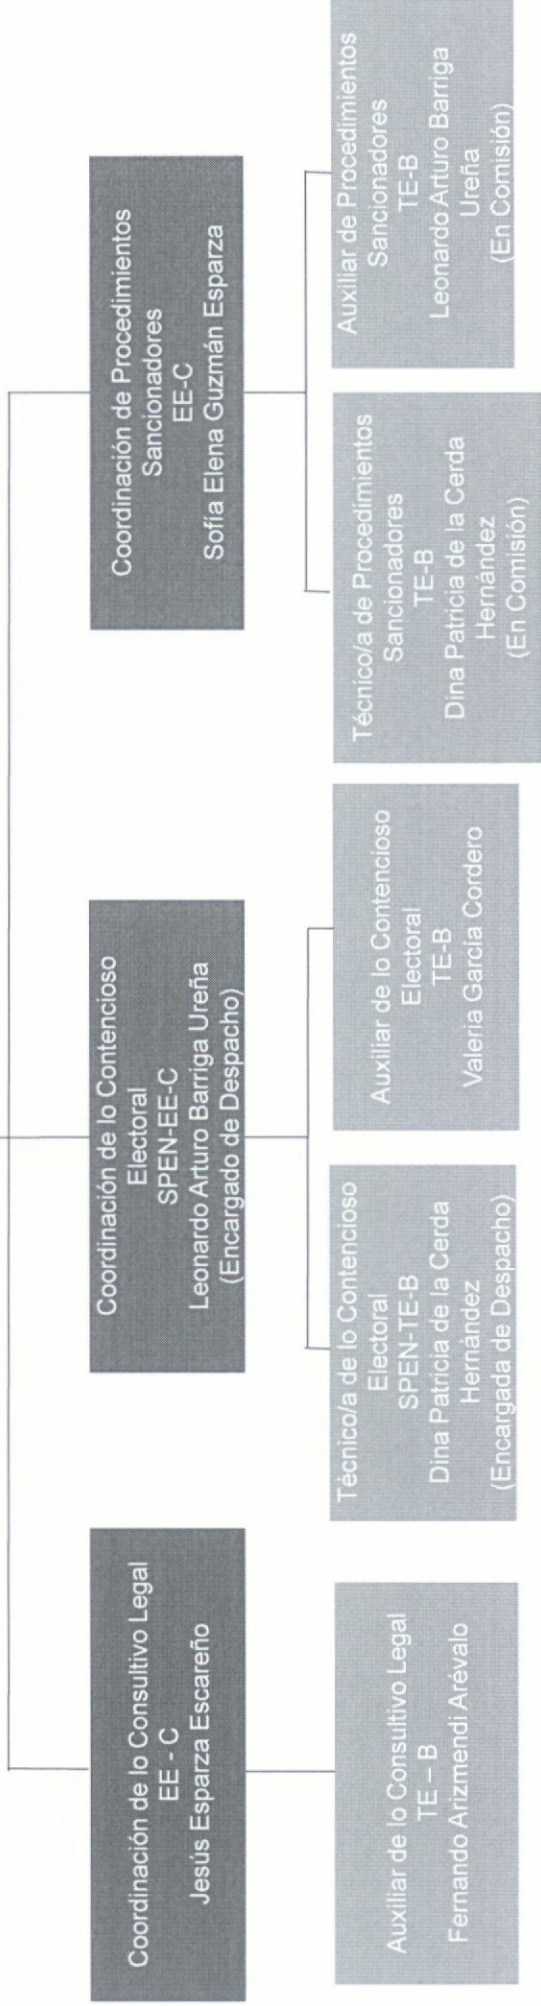 Coordinación de lo Consultivo Legal
EE - C
Jesús Esparza Escareño
Coordinación de lo Contencioso
Electoral
SPEN-EE-C
Leonardo Arturo Barriga Ureña
(Encargado de Despacho)
Coordinación de Procedimientos
Sancionadores
EE-C
Sofía Elena Guzmán Esparza
Auxiliar de lo Consultivo Legal
TE – B
Fernando Arizmendi Arévalo
Técnico/a de lo Contencioso
Electoral
SPEN-TE-B
Dina Patricia de la Cerda
Hernández
(Encargada de Despacho)
Auxiliar de lo Contencioso
Electoral
TE-B
Valeria García Cordero
Técnico/a de Procedimientos
Sancionadores
TE-B
Dina Patricia de la Cerda
Hernández
(En Comisión)
Auxiliar de Procedimientos
Sancionadores
TE-B
Leonardo Arturo Barriga
Ureña
(En Comisión)